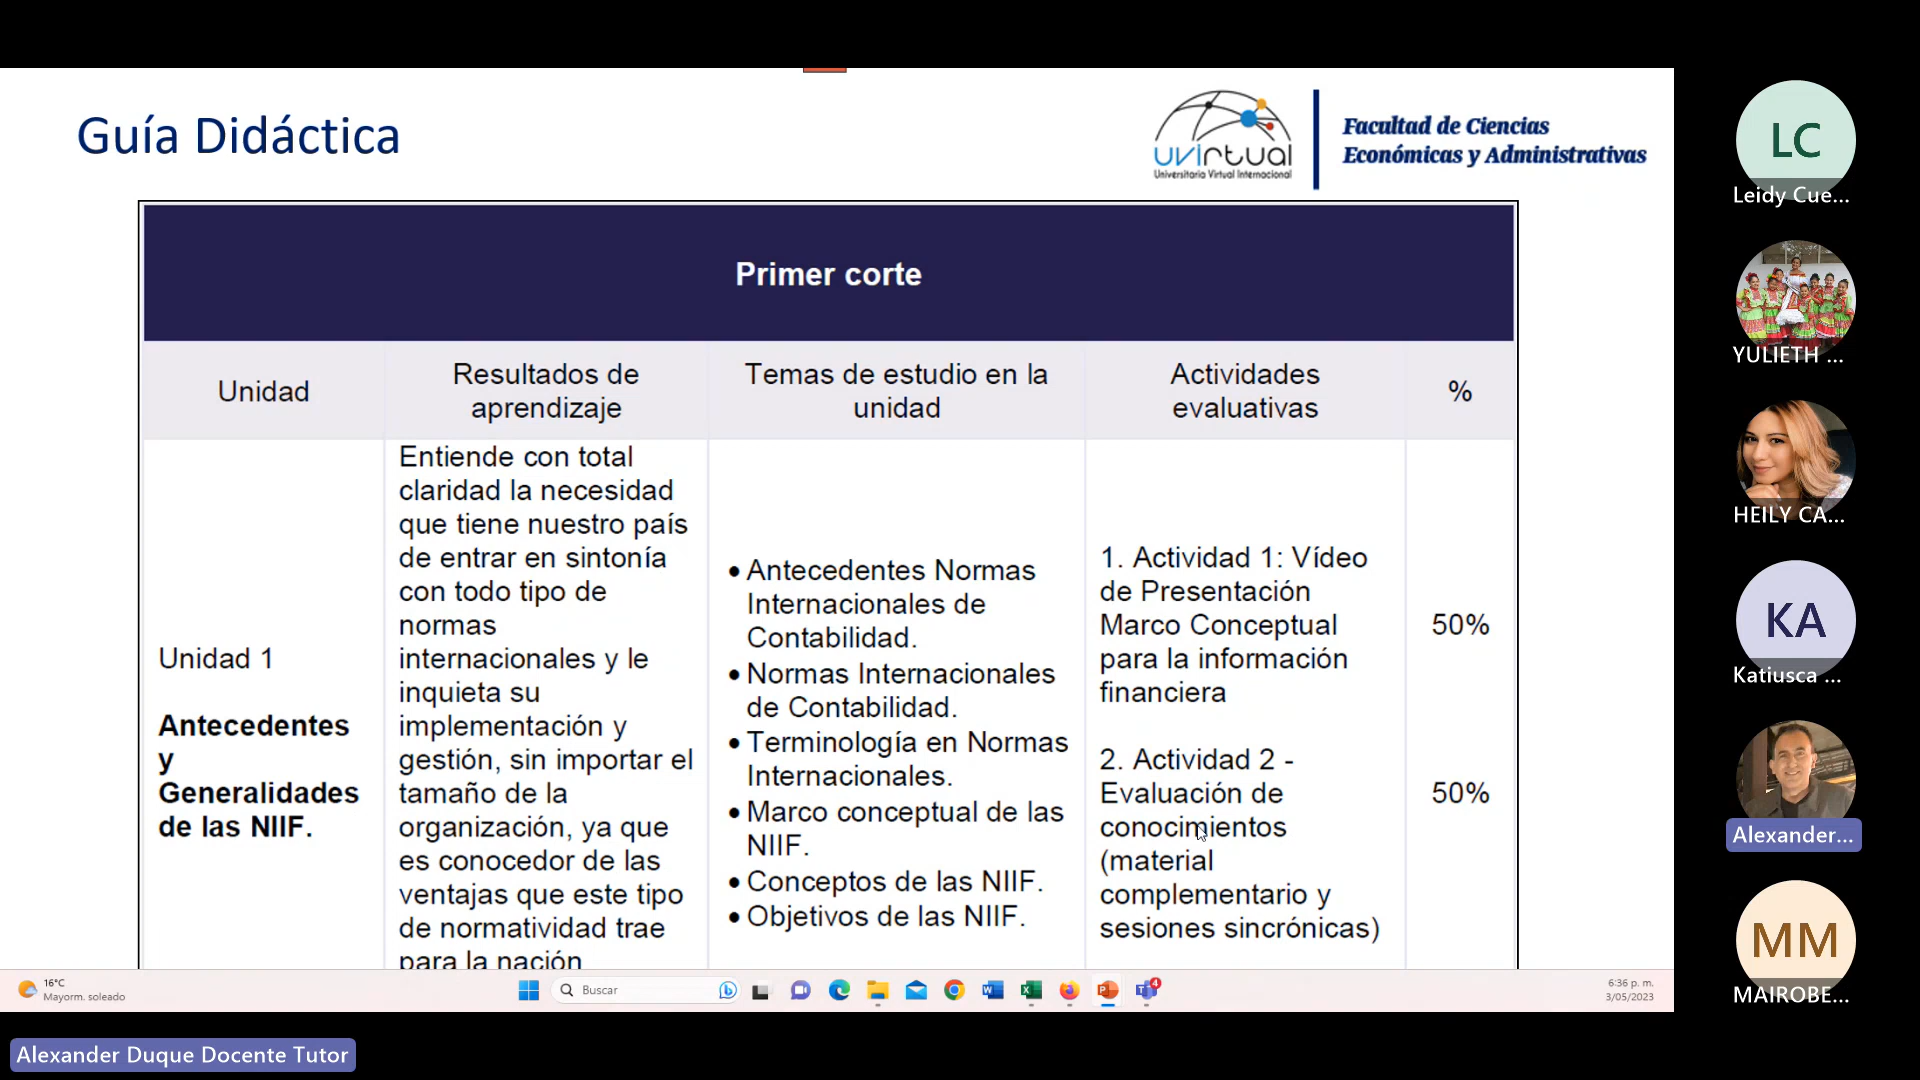 Guía Didáctica
uvirtual
Universitaria Virtual Internacional
Facultad de Ciencias
Económicas y Administrativas
Primer corte
Unidad
Resultados de
aprendizaje
Temas de estudio en la
unidad
Actividades
evaluativas
%
Unidad 1
Antecedentes
y
Generalidades
de las NIIF.
Entiende con total
claridad la necesidad
que tiene nuestro país
de entrar en sintonía
con todo tipo de
normas
internacionales y le
inquieta su
implementación y
gestión, sin importar el
tamaño de la
organización, ya que
es conocedor de las
ventajas que este tipo
de normatividad trae
para la nación
• Antecedentes Normas
Internacionales de
Contabilidad.
• Normas Internacionales
de Contabilidad.
• Terminología en Normas
Internacionales.
• Marco conceptual de las
NIIF.
• Conceptos de las NIIF.
• Objetivos de las NIIF.
1. Actividad 1: Vídeo
de Presentación
Marco Conceptual
para la información
financiera
2. Actividad 2 -
Evaluación de
conocimientos
(material
complementario y
sesiones sincrónicas)
50%
50%
LC
Leidy Cue...
YULIETH ...
HEILY CA...
KA
Katiusca ...
Alexander...
MM
MAIROBE...
16°C
Mayorm. soleado
Buscar
4
6:36 p. m.
3/05/2023
Alexander Duque Docente Tutor